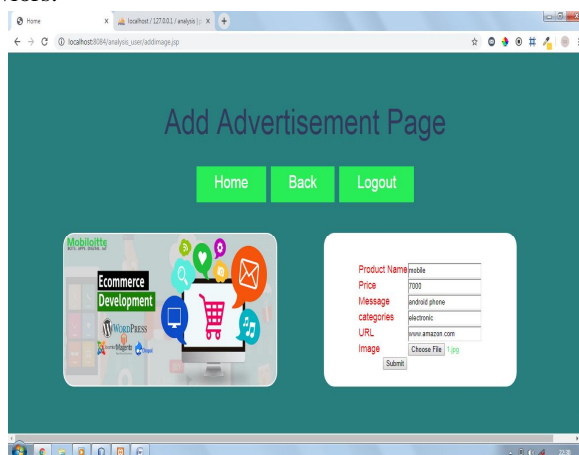 Home
localhost / 127.0.0.1 / analysis | p
localhost:8084/analysis_user/addimage.jsp
Add Advertisement Page
Home Back Logout
Mobiloitte
Ecommerce
Development
WORDPRESS
Magento
Drupal
Product Name mobile
Price 7000
Message android phone
categories electronic
URL www.amazon.com
Image Choose File 1.jpg
Submit